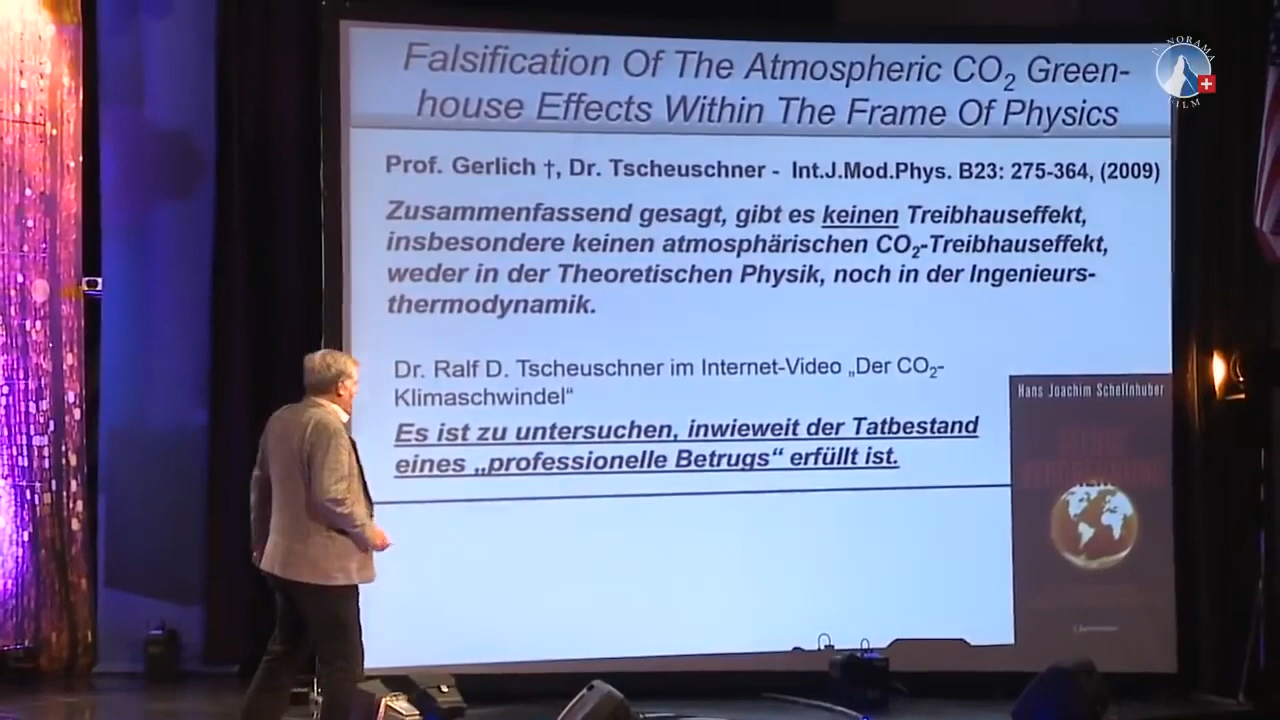 Falsification Of The Atmospheric CO₂ Green-
house Effects Within The Frame Of Physics
Prof. Gerlich †, Dr. Tscheuschner - Int.J.Mod.Phys. B23: 275-364, (2009)
Zusammenfassend gesagt, gibt es keinen Treibhauseffekt,
insbesondere keinen atmosphärischen CO₂-Treibhauseffekt,
weder in der Theoretischen Physik, noch in der Ingenieurs-
thermodynamik.
Dr. Ralf D. Tscheuschner im Internet-Video „Der CO₂-
Klimaschwindel“
Es ist zu untersuchen, inwieweit der Tatbestand
eines „professionelle Betrugs“ erfüllt ist.
Hans Joachim Schellnhuber
PANORAMA
FILM